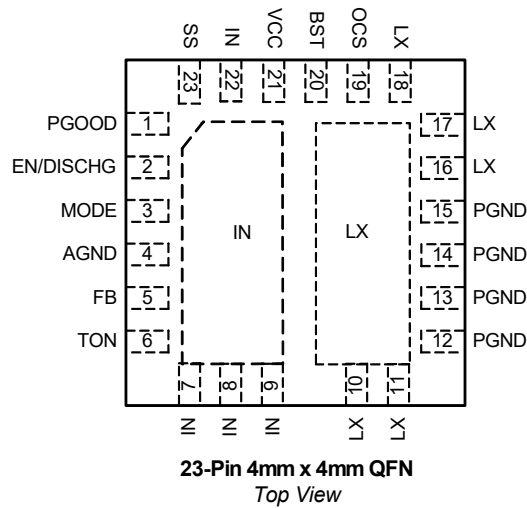 SS IN VCC BST OCS LX
23 22 21 20 19 18
PGOOD 1 17 LX
EN/DISCHG 2 16 LX
MODE 3 15 PGND
IN LX
AGND 4 14 PGND
FB 5 13 PGND
TON 6 12 PGND
7 8 9 10 11
IN IN IN LX LX
23-Pin 4mm x 4mm QFN
Top View